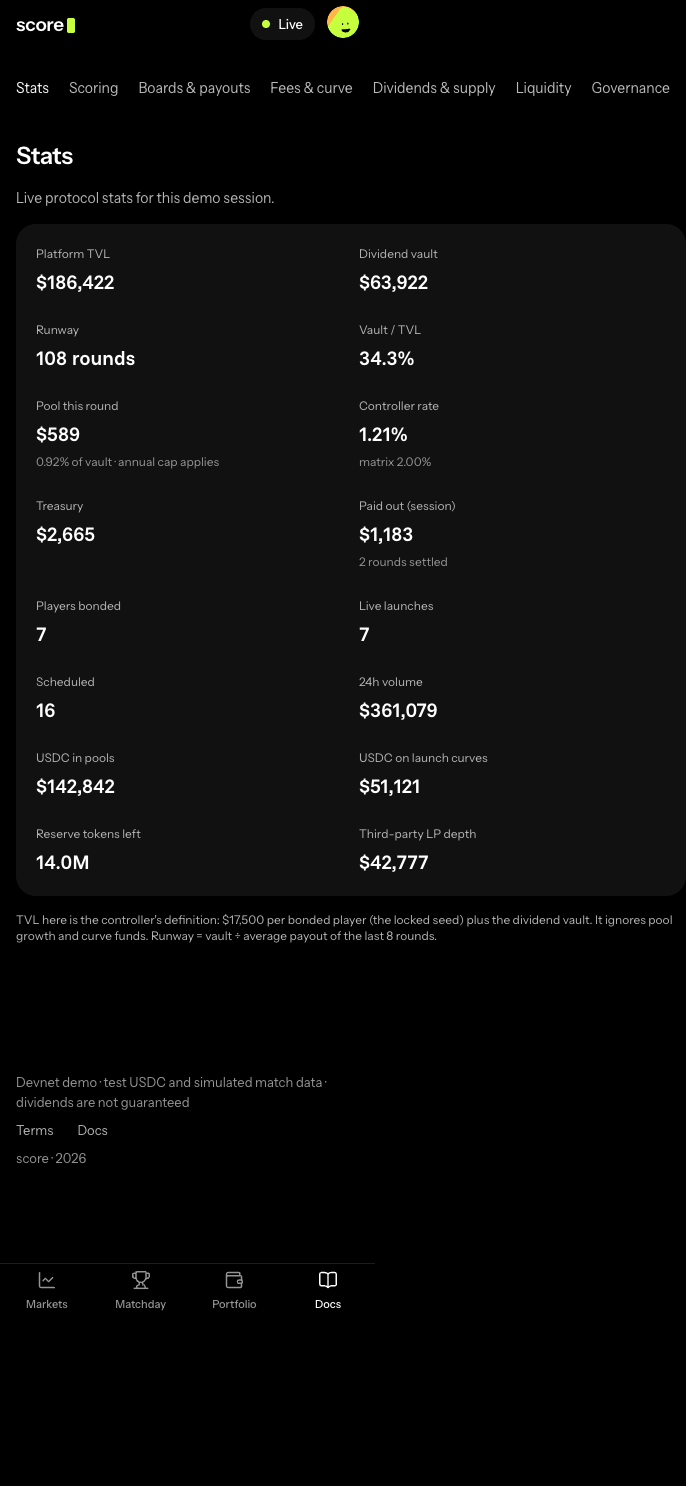 score
Live
Stats Scoring Boards & payouts Fees & curve Dividends & supply Liquidity Governance
Stats
Live protocol stats for this demo session.
Platform TVL
$186,422
Dividend vault
$63,922
Runway
108 rounds
Vault / TVL
34.3%
Pool this round
$589
0.92% of vault · annual cap applies
Controller rate
1.21%
matrix 2.00%
Treasury
$2,665
Paid out (session)
$1,183
2 rounds settled
Players bonded
7
Live launches
7
Scheduled
16
24h volume
$361,079
USDC in pools
$142,842
USDC on launch curves
$51,121
Reserve tokens left
14.0M
Third-party LP depth
$42,777
TVL here is the controller's definition: $17,500 per bonded player (the locked seed) plus the dividend vault. It ignores pool
growth and curve funds. Runway = vault ÷ average payout of the last 8 rounds.
Devnet demo · test USDC and simulated match data ·
dividends are not guaranteed
Terms Docs
score · 2026
Markets Matchday Portfolio Docs